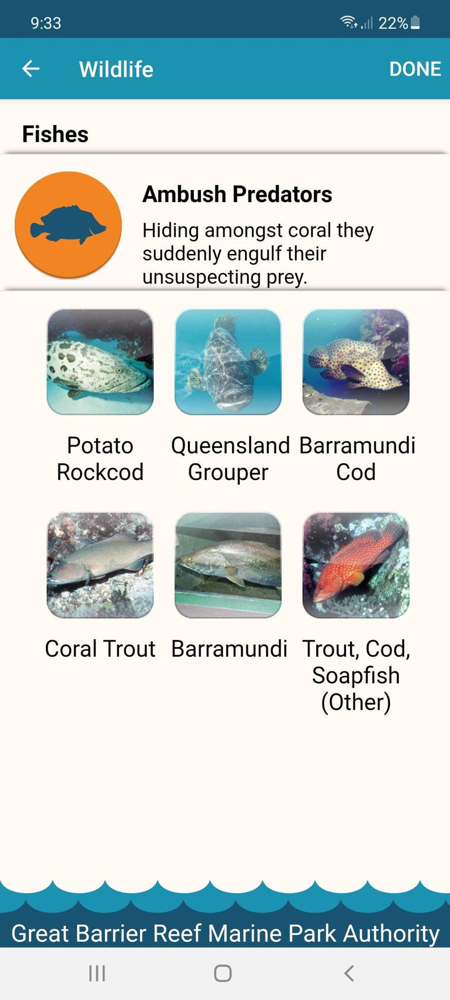 9:33
22%
Wildlife
DONE
Fishes
Ambush Predators
Hiding amongst coral they
suddenly engulf their
unsuspecting prey.
Potato
Rockcod
Queensland
Grouper
Barramundi
Cod
Coral Trout
Barramundi
Trout, Cod,
Soapfish
(Other)
Great Barrier Reef Marine Park Authority